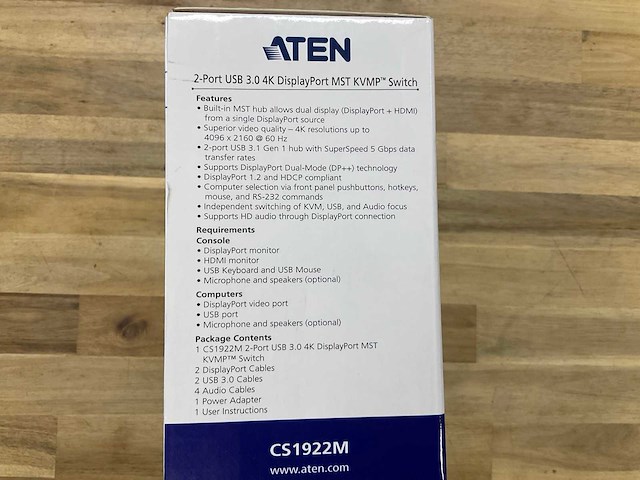 ATEN
2-Port USB 3.0 4K DisplayPort MST KVMP™ Switch
Features
• Built-in MST hub allows dual display (DisplayPort + HDMI)
from a single DisplayPort source
• Superior video quality – 4K resolutions up to
4096 x 2160 @ 60 Hz
• 2-port USB 3.1 Gen 1 hub with SuperSpeed 5 Gbps data
transfer rates
• Supports DisplayPort Dual-Mode (DP++) technology
• DisplayPort 1.2 and HDCP compliant
• Computer selection via front panel pushbuttons, hotkeys,
mouse, and RS-232 commands
• Independent switching of KVM, USB, and Audio focus
• Supports HD audio through DisplayPort connection
Requirements
Console
• DisplayPort monitor
• HDMI monitor
• USB Keyboard and USB Mouse
• Microphone and speakers (optional)
Computers
• DisplayPort video port
• USB port
• Microphone and speakers (optional)
Package Contents
1 CS1922M 2-Port USB 3.0 4K DisplayPort MST
KVMP™ Switch
2 DisplayPort Cables
2 USB 3.0 Cables
4 Audio Cables
1 Power Adapter
1 User Instructions
CS1922M
www.aten.com